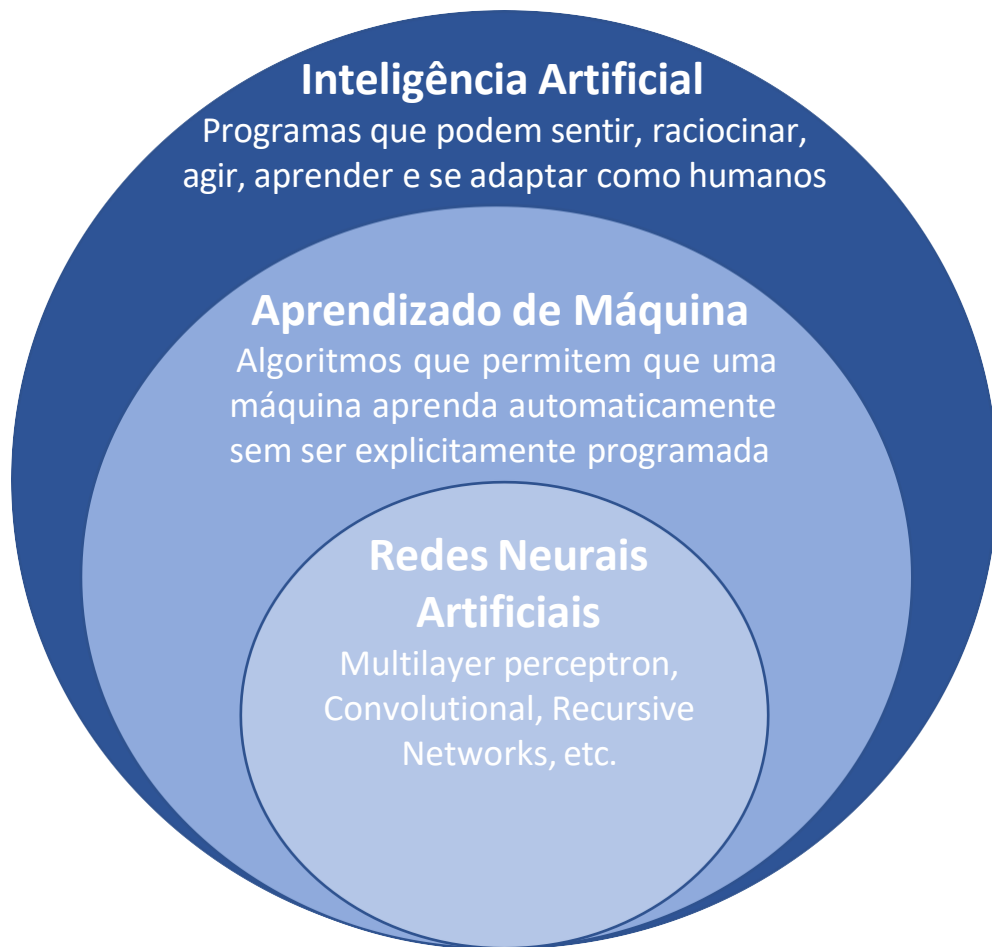 Inteligência Artificial
Programas que podem sentir, raciocinar,
agir, aprender e se adaptar como humanos
Aprendizado de Máquina
Algoritmos que permitem que uma
máquina aprenda automaticamente
sem ser explicitamente programada
Redes Neurais
Artificiais
Multilayer perceptron,
Convolutional, Recursive
Networks, etc.